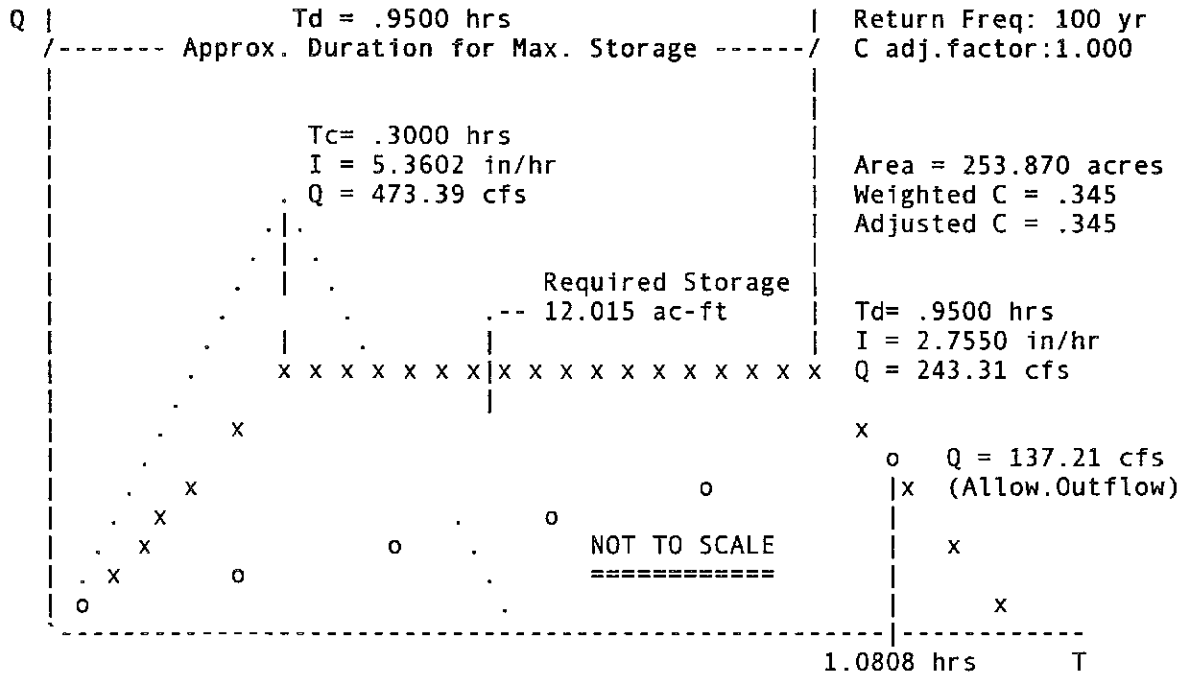 Q | Td = .9500 hrs | Return Freq: 100 yr
/------- Approx. Duration for Max. Storage ------/ C adj.factor:1.000
Tc= .3000 hrs
I = 5.3602 in/hr Area = 253.870 acres
Q = 473.39 cfs Weighted C = .345
Adjusted C = .345
Required Storage
.-- 12.015 ac-ft Td= .9500 hrs
I = 2.7550 in/hr
x x x x x x x|x x x x x x x x x x x Q = 243.31 cfs
x x
o Q = 137.21 cfs
x o |x (Allow.Outflow)
x o
x o NOT TO SCALE x
x o ============
o x
1.0808 hrs T